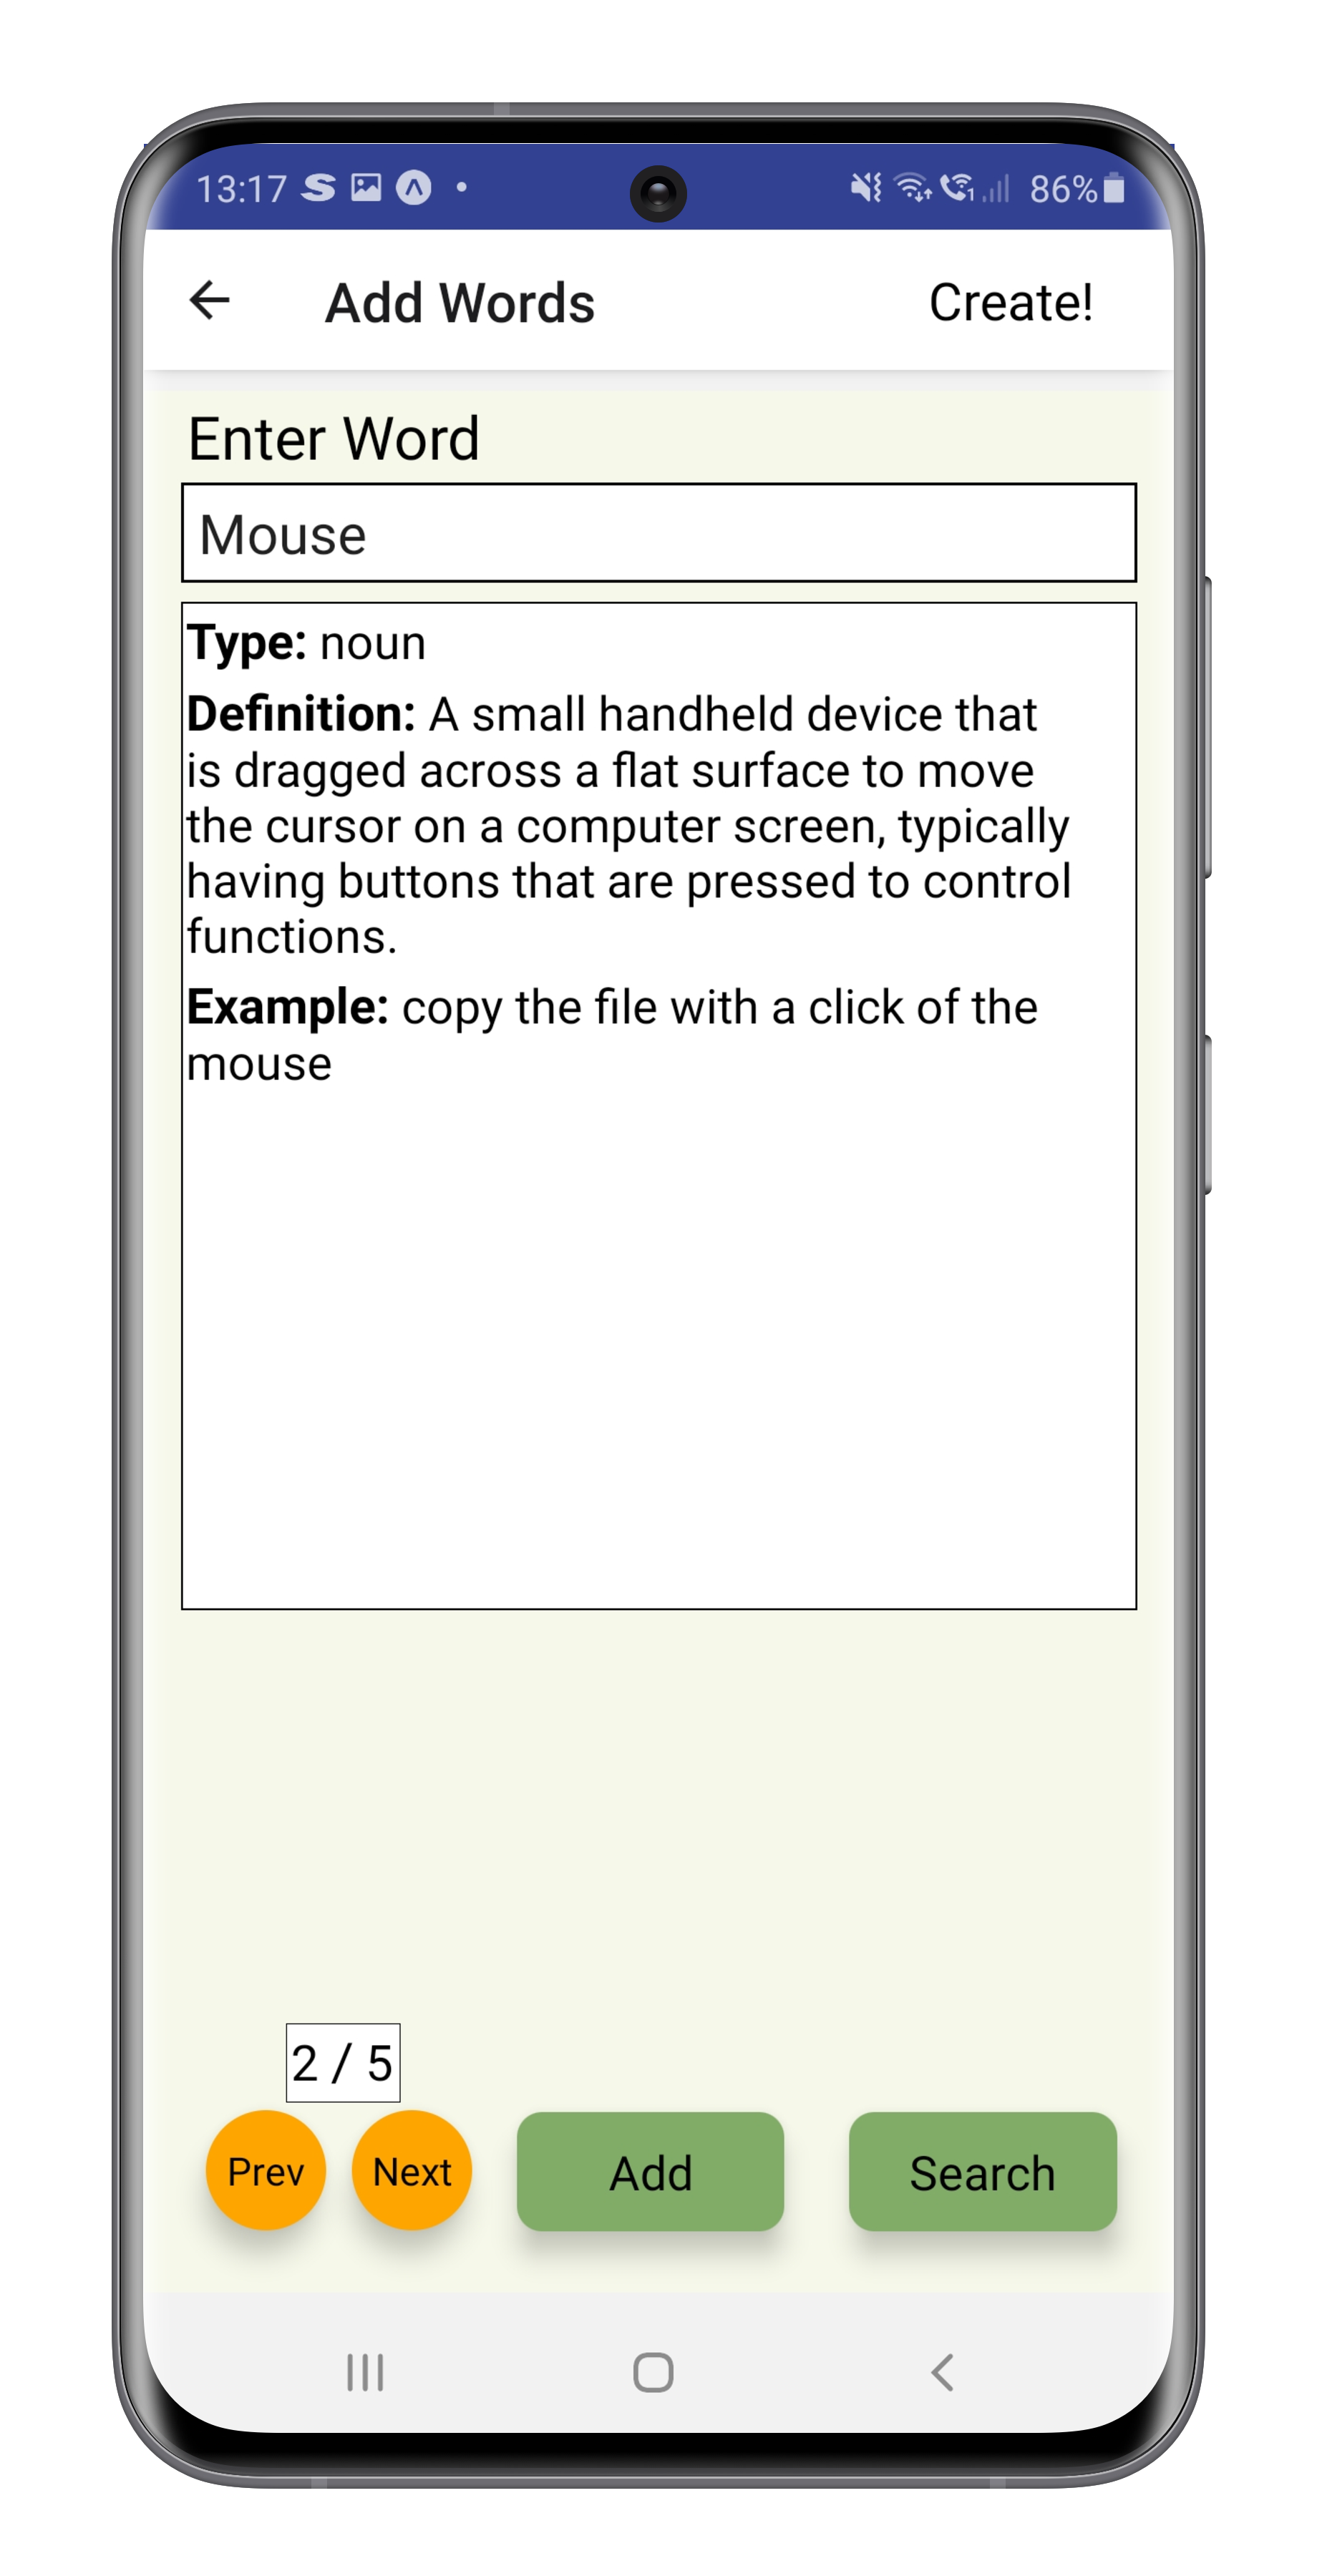 13:17 86%
Add Words Create!
Enter Word
Mouse
Type: noun
Definition: A small handheld device that
is dragged across a flat surface to move
the cursor on a computer screen, typically
having buttons that are pressed to control
functions.
Example: copy the file with a click of the
mouse
2 / 5
Prev Next Add Search